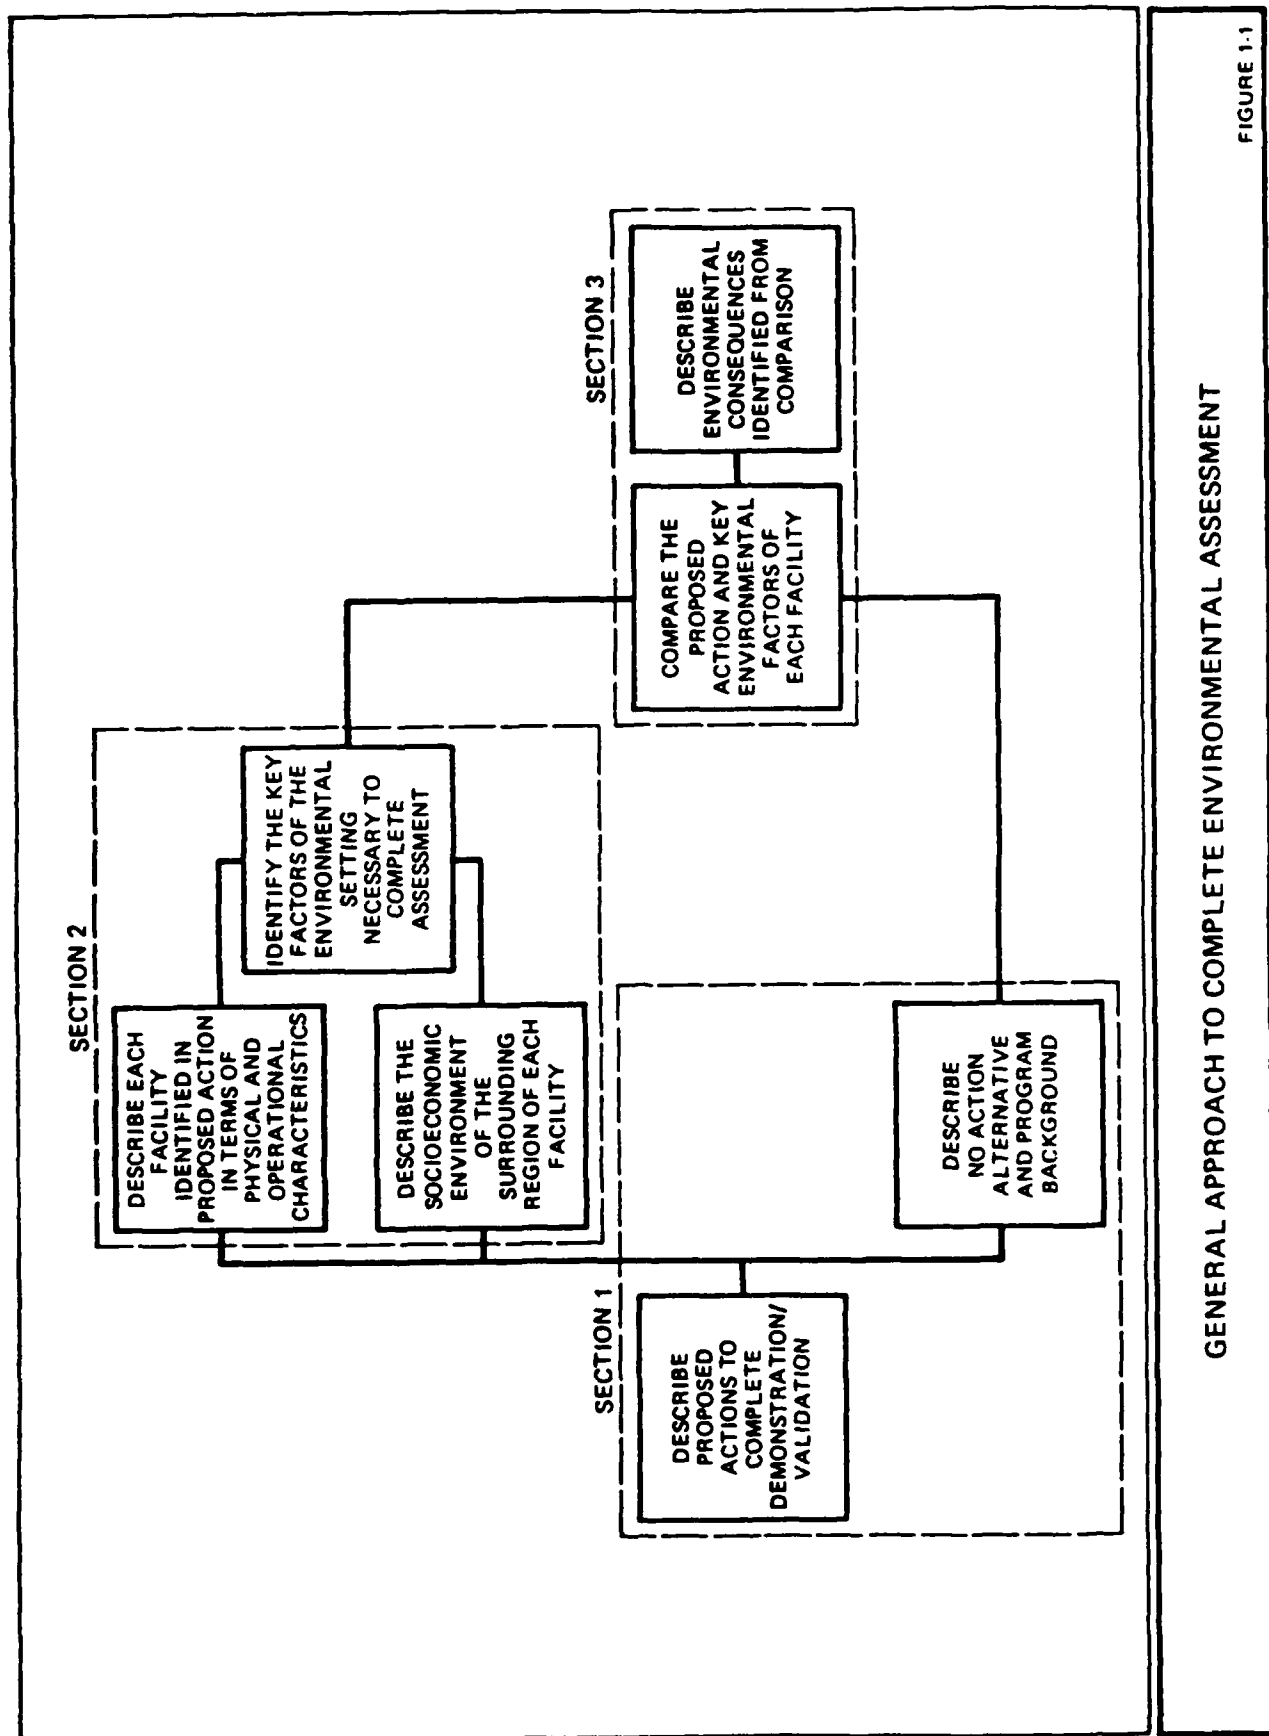 SECTION 1
DESCRIBE
PROPOSED
ACTIONS TO
COMPLETE
DEMONSTRATION/
VALIDATION
DESCRIBE
NO ACTION
ALTERNATIVE
AND PROGRAM
BACKGROUND
SECTION 2
DESCRIBE EACH
FACILITY
IDENTIFIED IN
PROPOSED ACTION
IN TERMS OF
PHYSICAL AND
OPERATIONAL
CHARACTERISTICS
DESCRIBE THE
SOCIOECONOMIC
ENVIRONMENT
OF THE
SURROUNDING
REGION OF EACH
FACILITY
IDENTIFY THE KEY
FACTORS OF THE
ENVIRONMENTAL
SETTING
NECESSARY TO
COMPLETE
ASSESSMENT
SECTION 3
COMPARE THE
PROPOSED
ACTION AND KEY
ENVIRONMENTAL
FACTORS OF
EACH FACILITY
DESCRIBE
ENVIRONMENTAL
CONSEQUENCES
IDENTIFIED FROM
COMPARISON
GENERAL APPROACH TO COMPLETE ENVIRONMENTAL ASSESSMENT
FIGURE 1-1